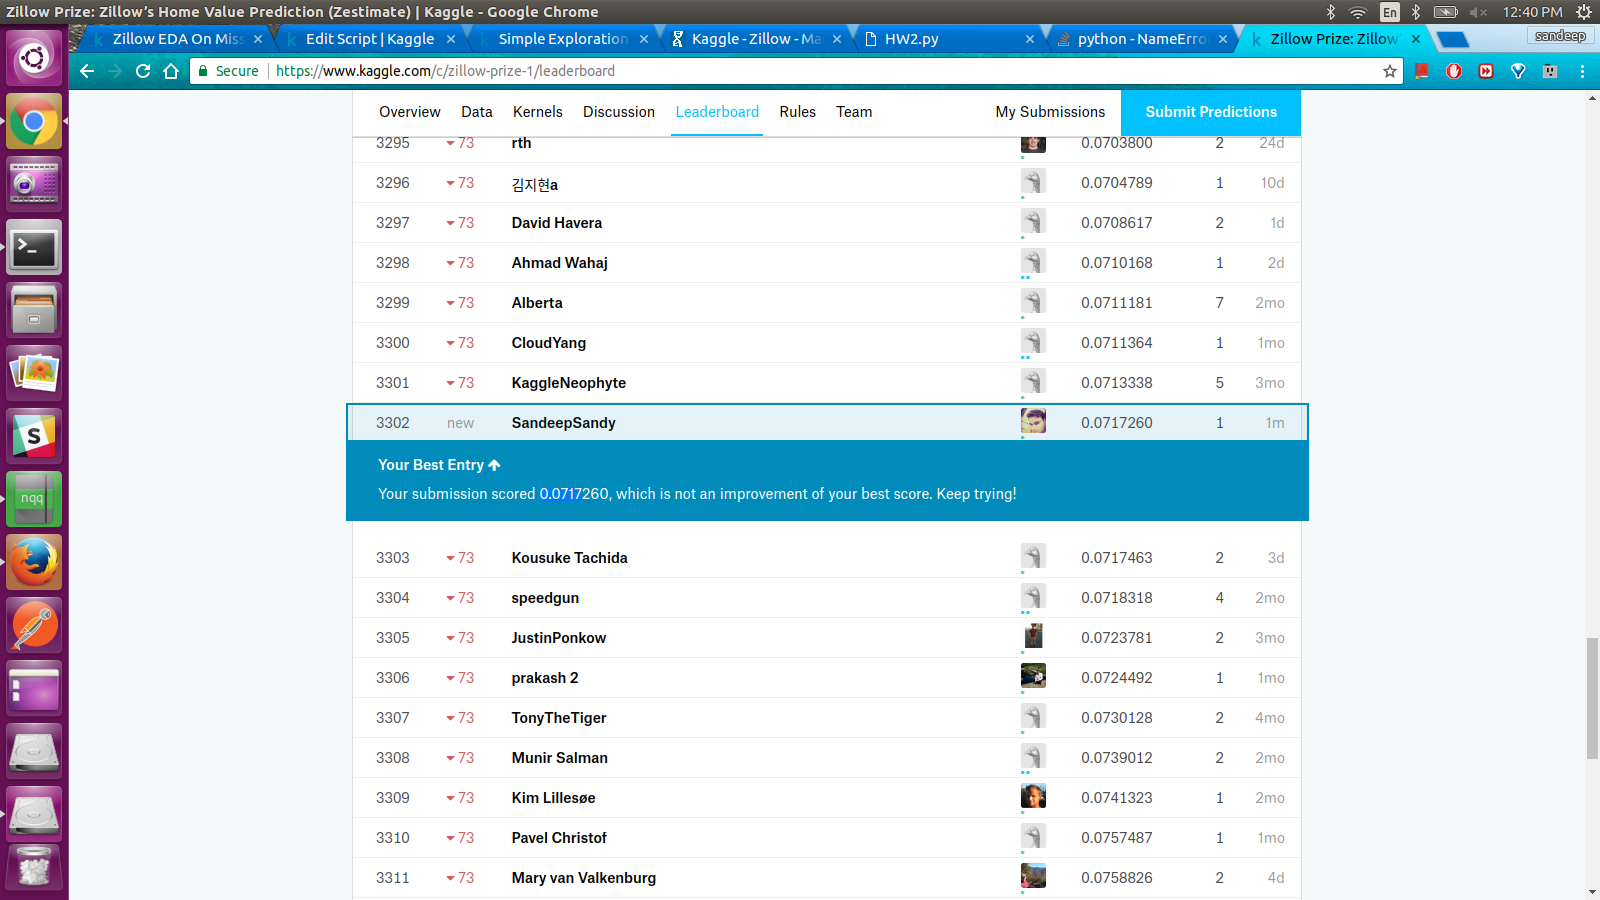 Zillow Prize: Zillow's Home Value Prediction (Zestimate) | Kaggle - Google Chrome
En
12:40 PM
Zillow EDA On Miss
Edit Script | Kaggle
Simple Exploration
Kaggle - Zillow - Ma
HW2.py
python - NameErro
Zillow Prize: Zillow'
sandeep
Secure
https://www.kaggle.com/c/zillow-prize-1/leaderboard
Overview Data Kernels Discussion Leaderboard Rules Team My Submissions Submit Predictions
3295 73 rth 0.0703800 2 24d
3296 73 김지현a 0.0704789 1 10d
3297 73 David Havera 0.0708617 2 1d
3298 73 Ahmad Wahaj 0.0710168 1 2d
3299 73 Alberta 0.0711181 7 2mo
3300 73 CloudYang 0.0711364 1 1mo
3301 73 KaggleNeophyte 0.0713338 5 3mo
3302 new SandeepSandy 0.0717260 1 1m
Your Best Entry
Your submission scored 0.0717260, which is not an improvement of your best score. Keep trying!
3303 73 Kousuke Tachida 0.0717463 2 3d
3304 73 speedgun 0.0718318 4 2mo
3305 73 JustinPonkow 0.0723781 2 3mo
3306 73 prakash 2 0.0724492 1 1mo
3307 73 TonyTheTiger 0.0730128 2 4mo
3308 73 Munir Salman 0.0739012 2 2mo
3309 73 Kim Lillesøe 0.0741323 1 2mo
3310 73 Pavel Christof 0.0757487 1 1mo
3311 73 Mary van Valkenburg 0.0758826 2 4d
nqq